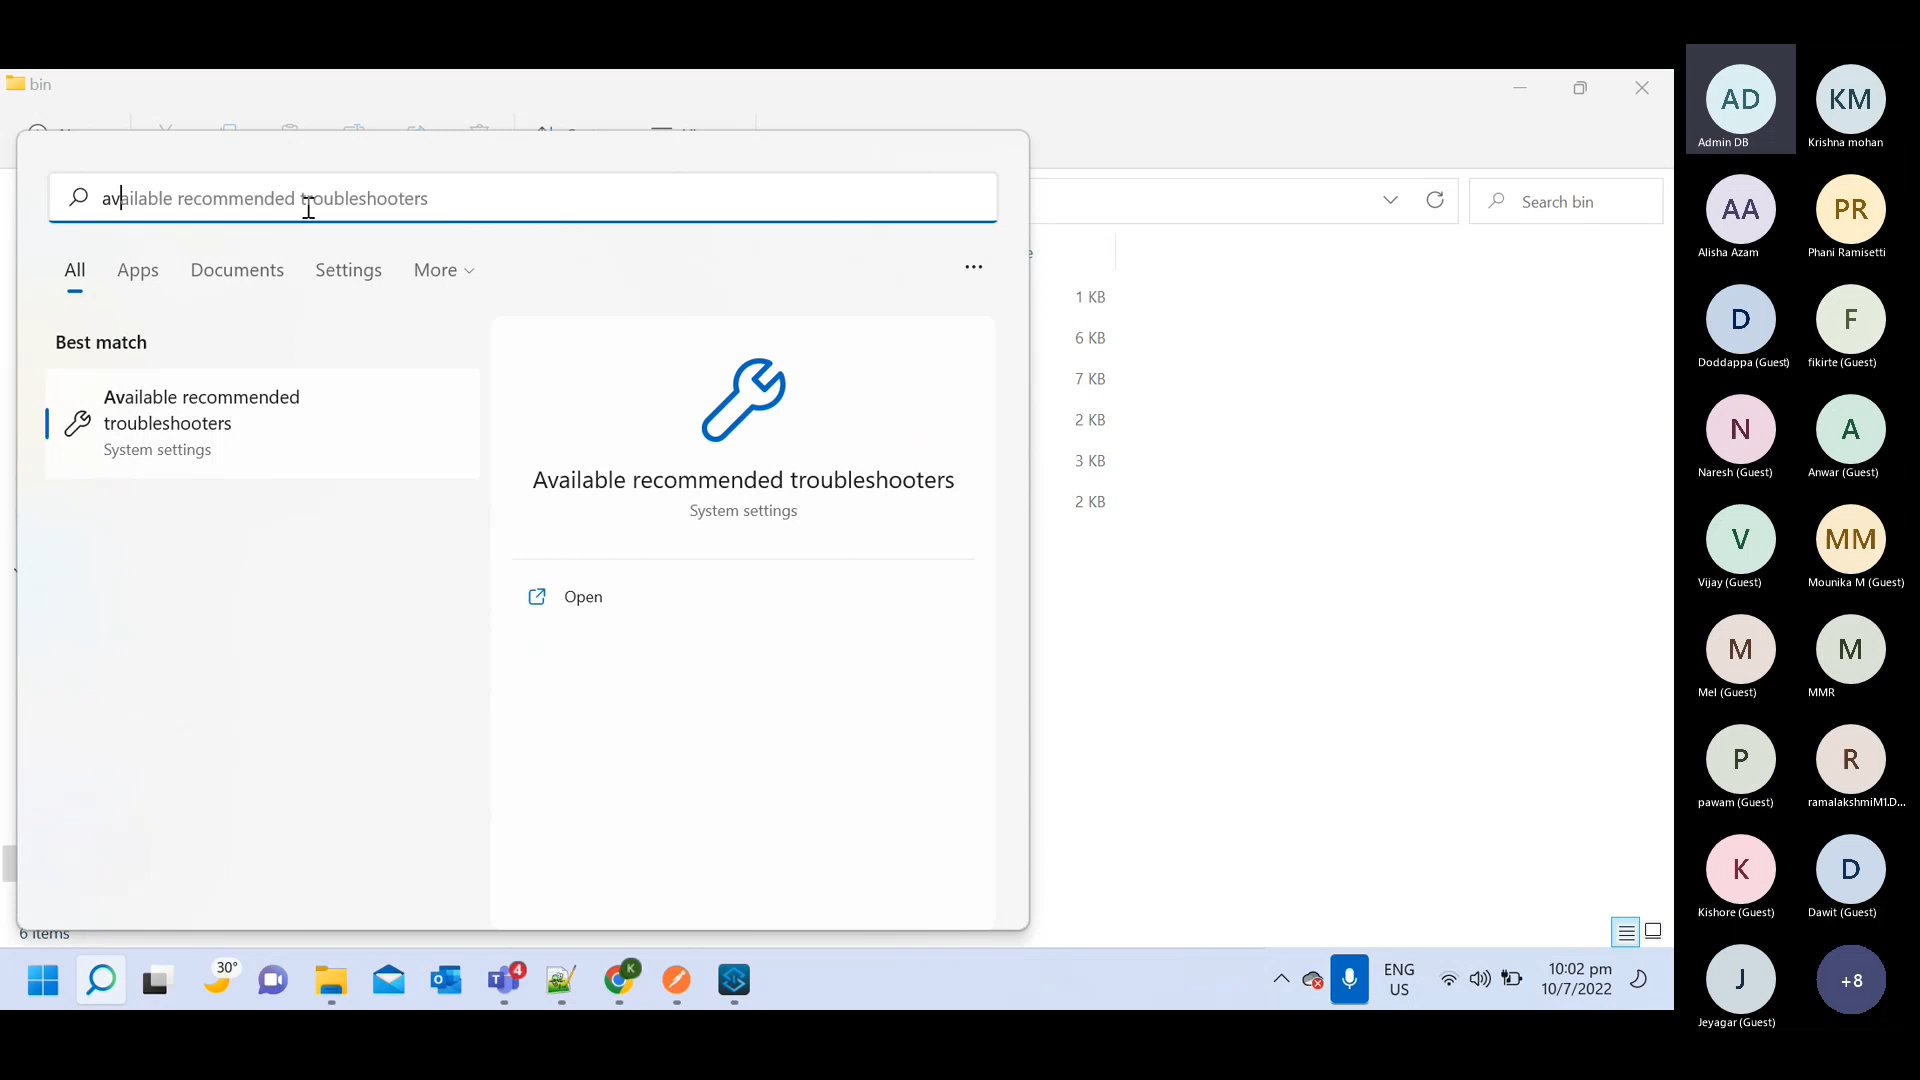 bin
available recommended troubleshooters
Search bin
All Apps Documents Settings More
Best match
Available recommended
troubleshooters
System settings
Available recommended troubleshooters
System settings
Open
1 KB
6 KB
7 KB
2 KB
3 KB
2 KB
6 items
30°
4
K
ENG
US
10:02 pm
10/7/2022
AD
Admin DB
KM
Krishna mohan
AA
Alisha Azam
PR
Phani Ramisetti
D
Doddappa (Guest)
F
fikirte (Guest)
N
Naresh (Guest)
A
Anwar (Guest)
V
Vijay (Guest)
MM
Mounika M (Guest)
M
Mel (Guest)
M
MMR
P
pawam (Guest)
R
ramalakshmiM1.D...
K
Kishore (Guest)
D
Dawit (Guest)
J
Jeyagar (Guest)
+8